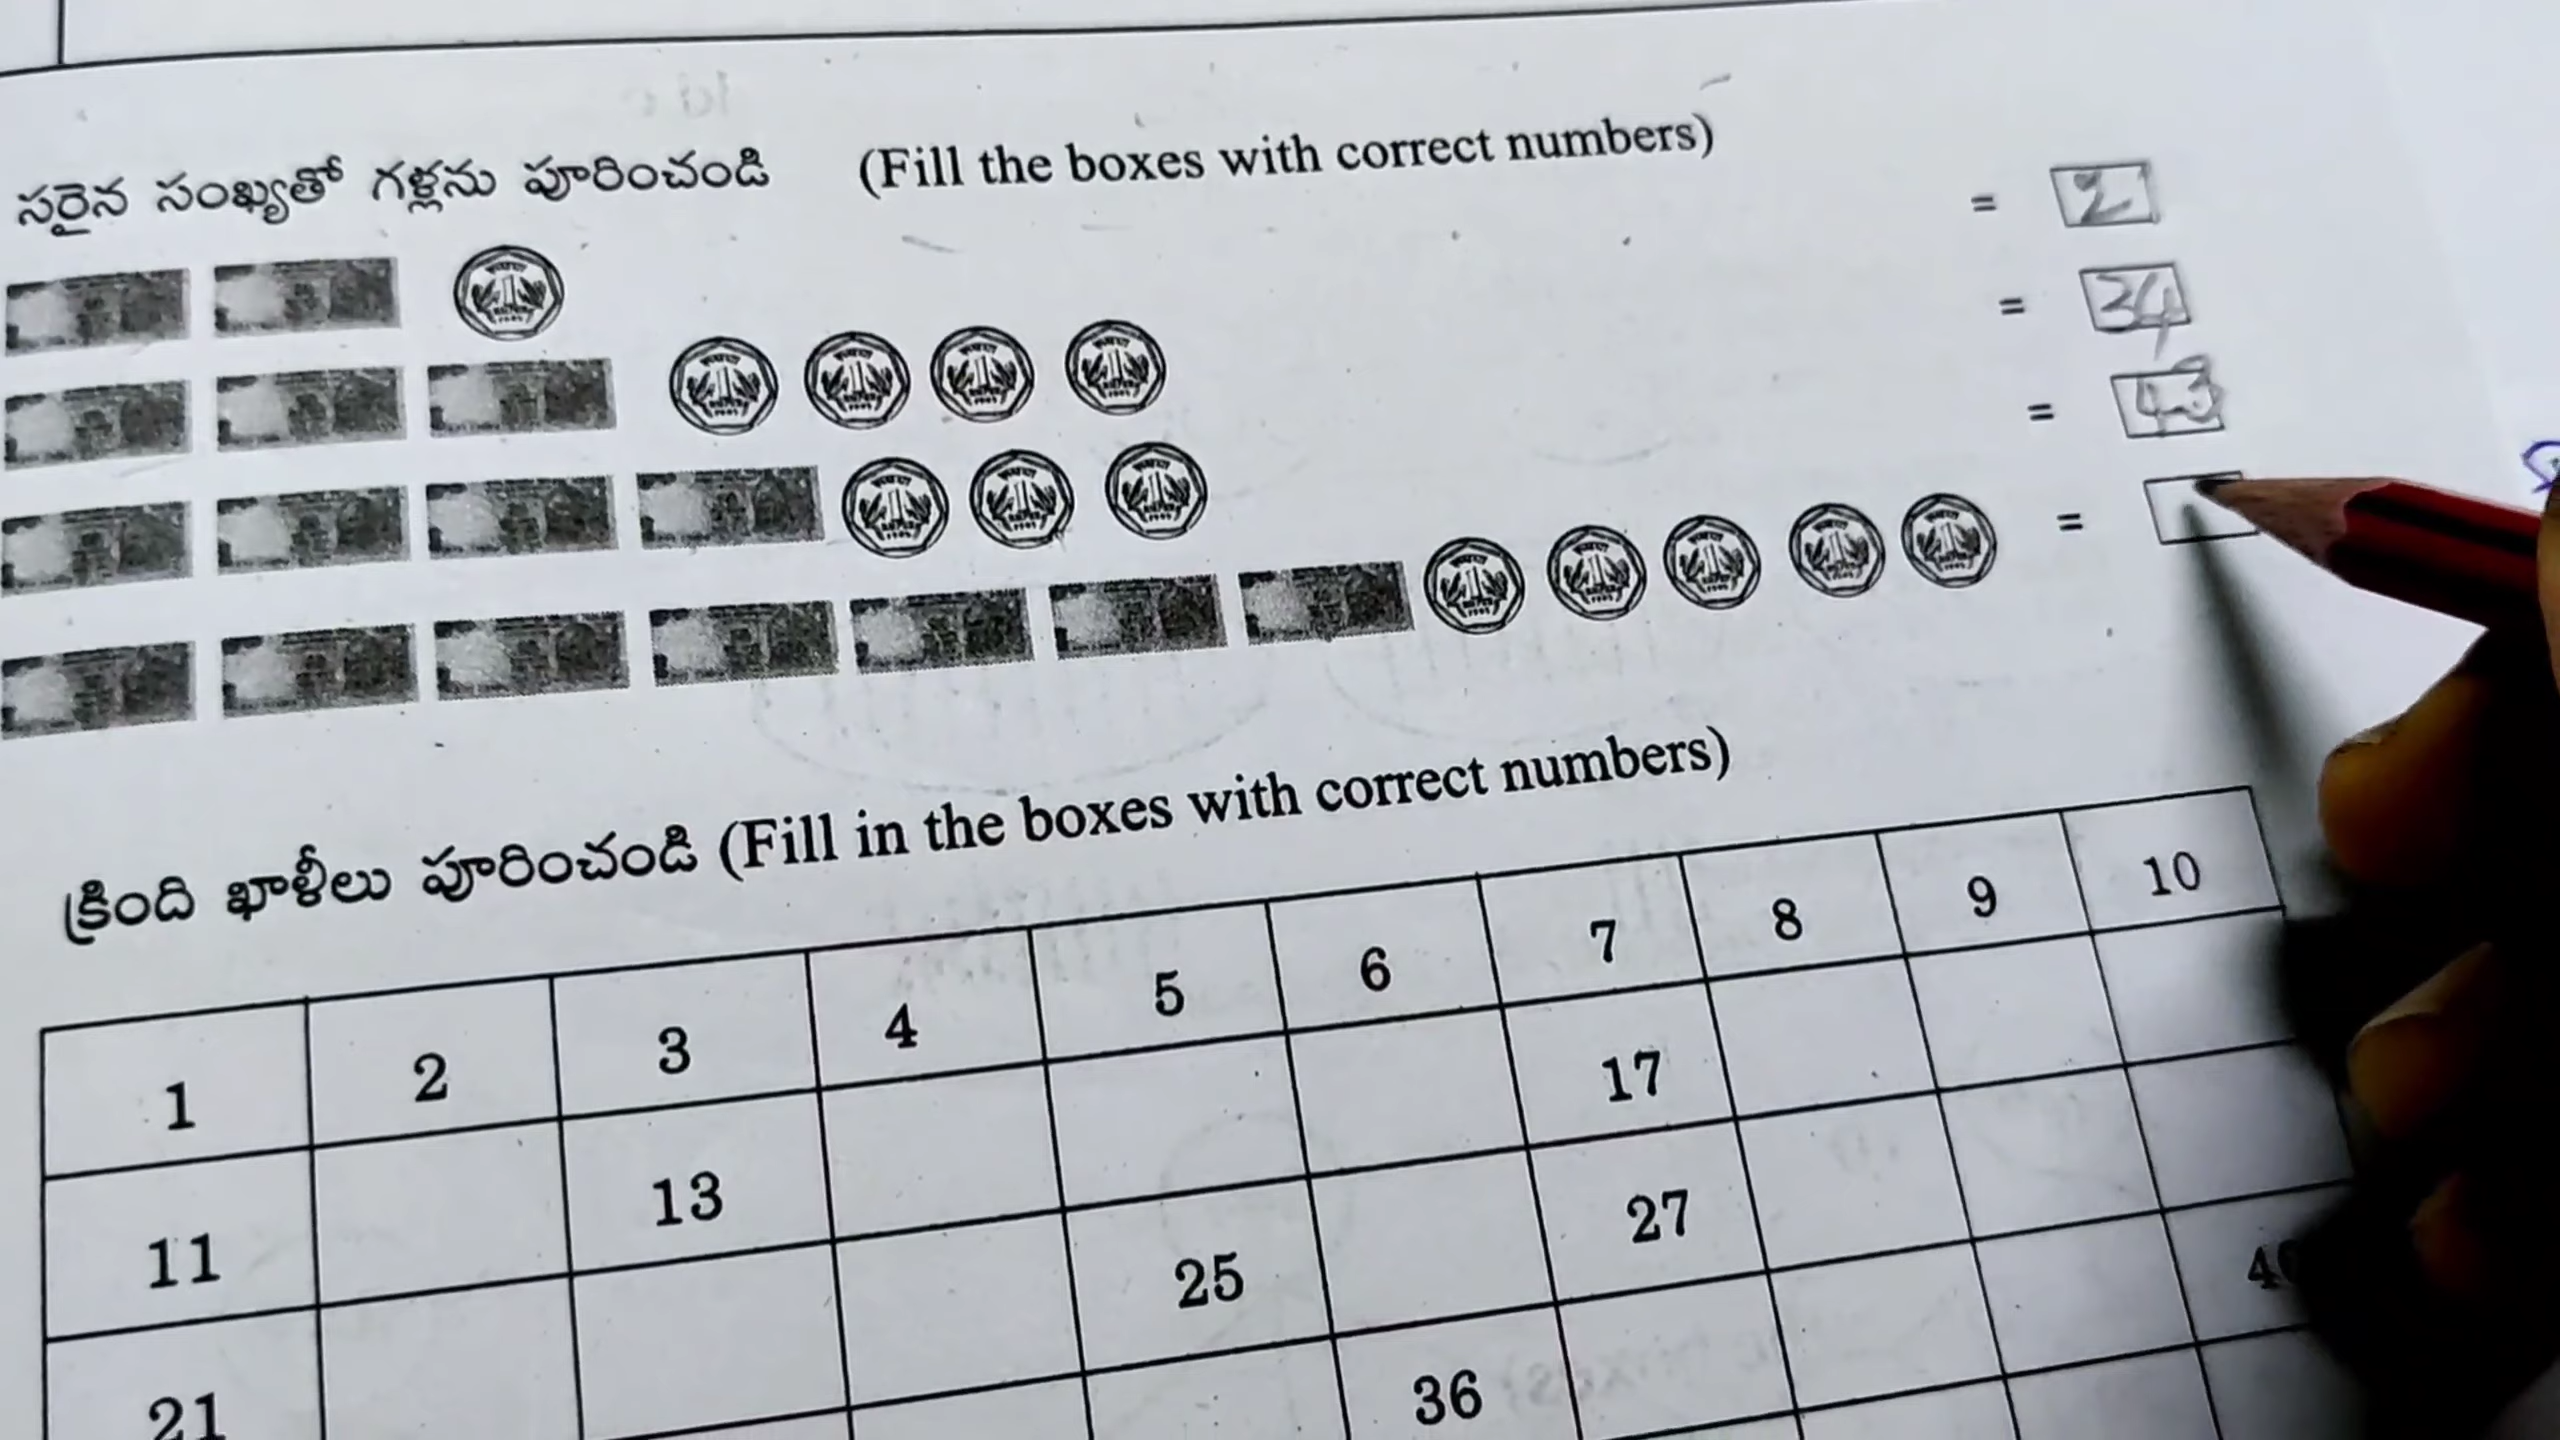 సరైన సంఖ్యతో గళ్లను పూరించండి (Fill the boxes with correct numbers)
= 2
= 34
= 43
=
క్రింది ఖాళీలు పూరించండి (Fill in the boxes with correct numbers)
1 2 3 4 5 6 7 8 9 10
11 13 17
21 25 27
36